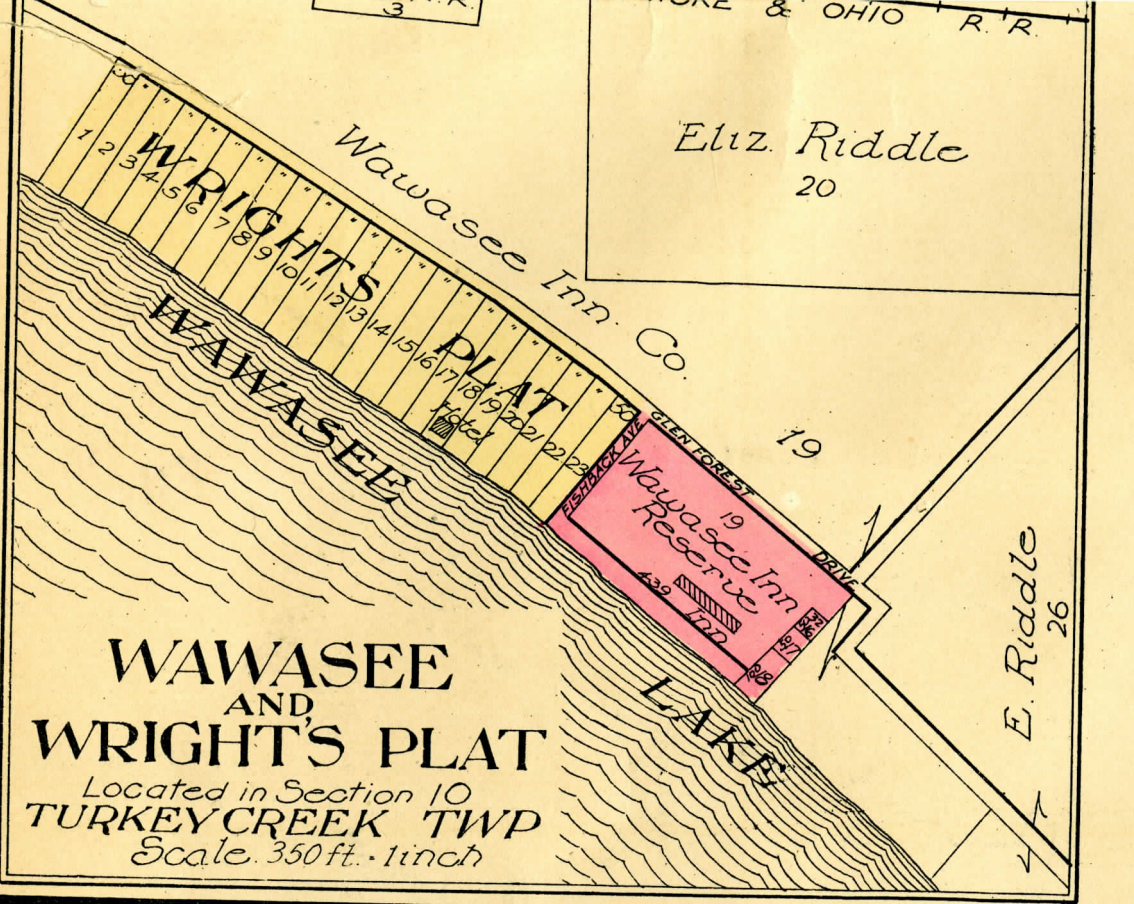 3
& OHIO R. R.
Eliz. Riddle
20
Wawasee Inn. Co.
19
50 " " " " " " " " " " " " " " " " " " " " " 50
WRIGHTS PLAT
1 2 3 4 5 6 7 8 9 10 11 12 13 14 15 16 17 18 19 20 21 22 23
Hotel
FISHBACK AVE
GLEN FOREST DRIVE
19
Wawasee Inn
Reserve
439
Inn
WAWASEE LAKE
E. Riddle
26
WAWASEE
AND
WRIGHT'S PLAT
Located in Section 10
TURKEY CREEK TWP
Scale. 350 ft. - 1 inch